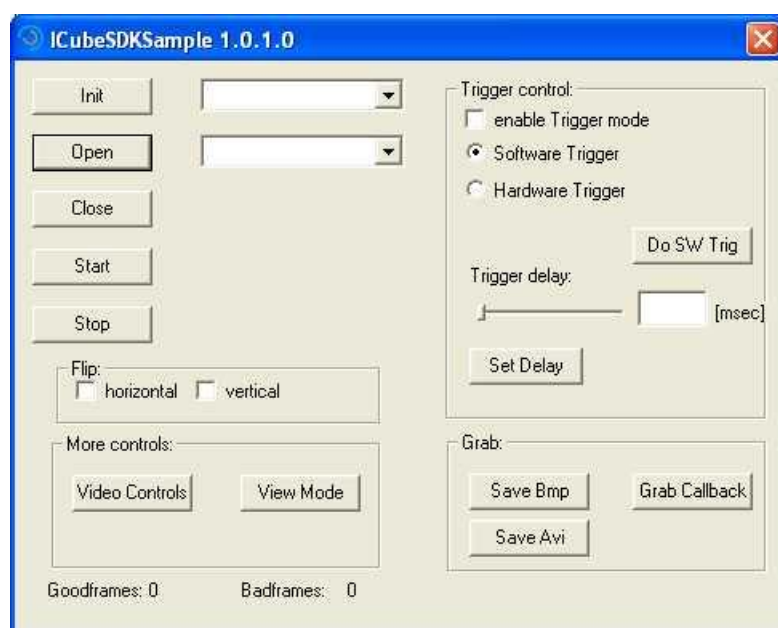 ICubeSDKSample 1.0.1.0
Init
Open
Close
Start
Stop
Flip:
horizontal
vertical
More controls:
Video Controls
View Mode
Goodframes: 0
Badframes: 0
Trigger control:
enable Trigger mode
Software Trigger
Hardware Trigger
Do SW Trig
Trigger delay:
[msec]
Set Delay
Grab:
Save Bmp
Grab Callback
Save Avi